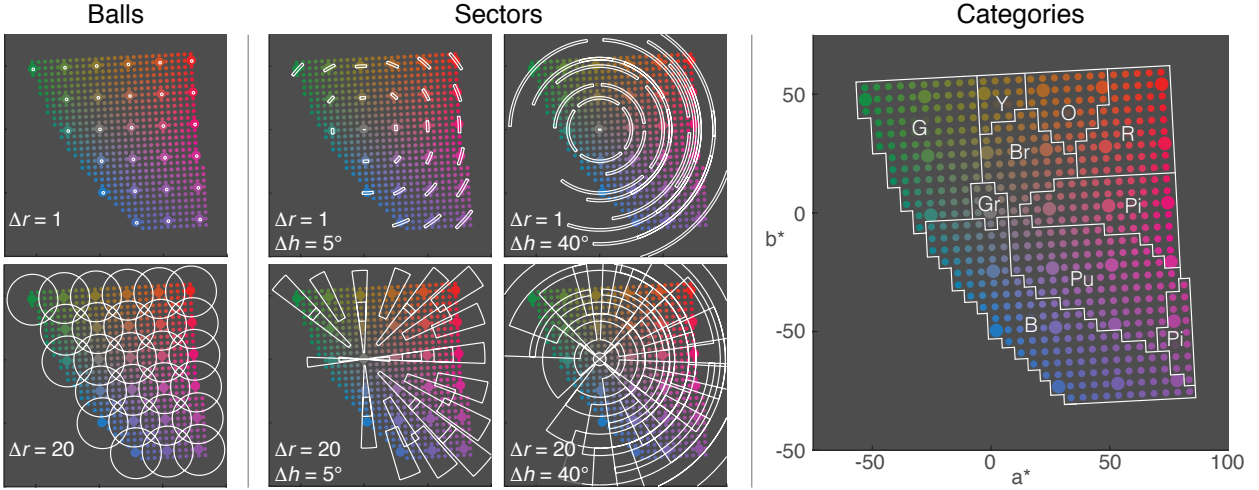 Balls
Sectors
Categories
Δr = 1
Δr = 1
Δh = 5°
Δr = 1
Δh = 40°
Δr = 20
Δr = 20
Δh = 5°
Δr = 20
Δh = 40°
50
0
-50
-50
b*
-50
0
50
100
a*
G
Y
O
R
Br
Gr
Pi
Pu
B
Pi